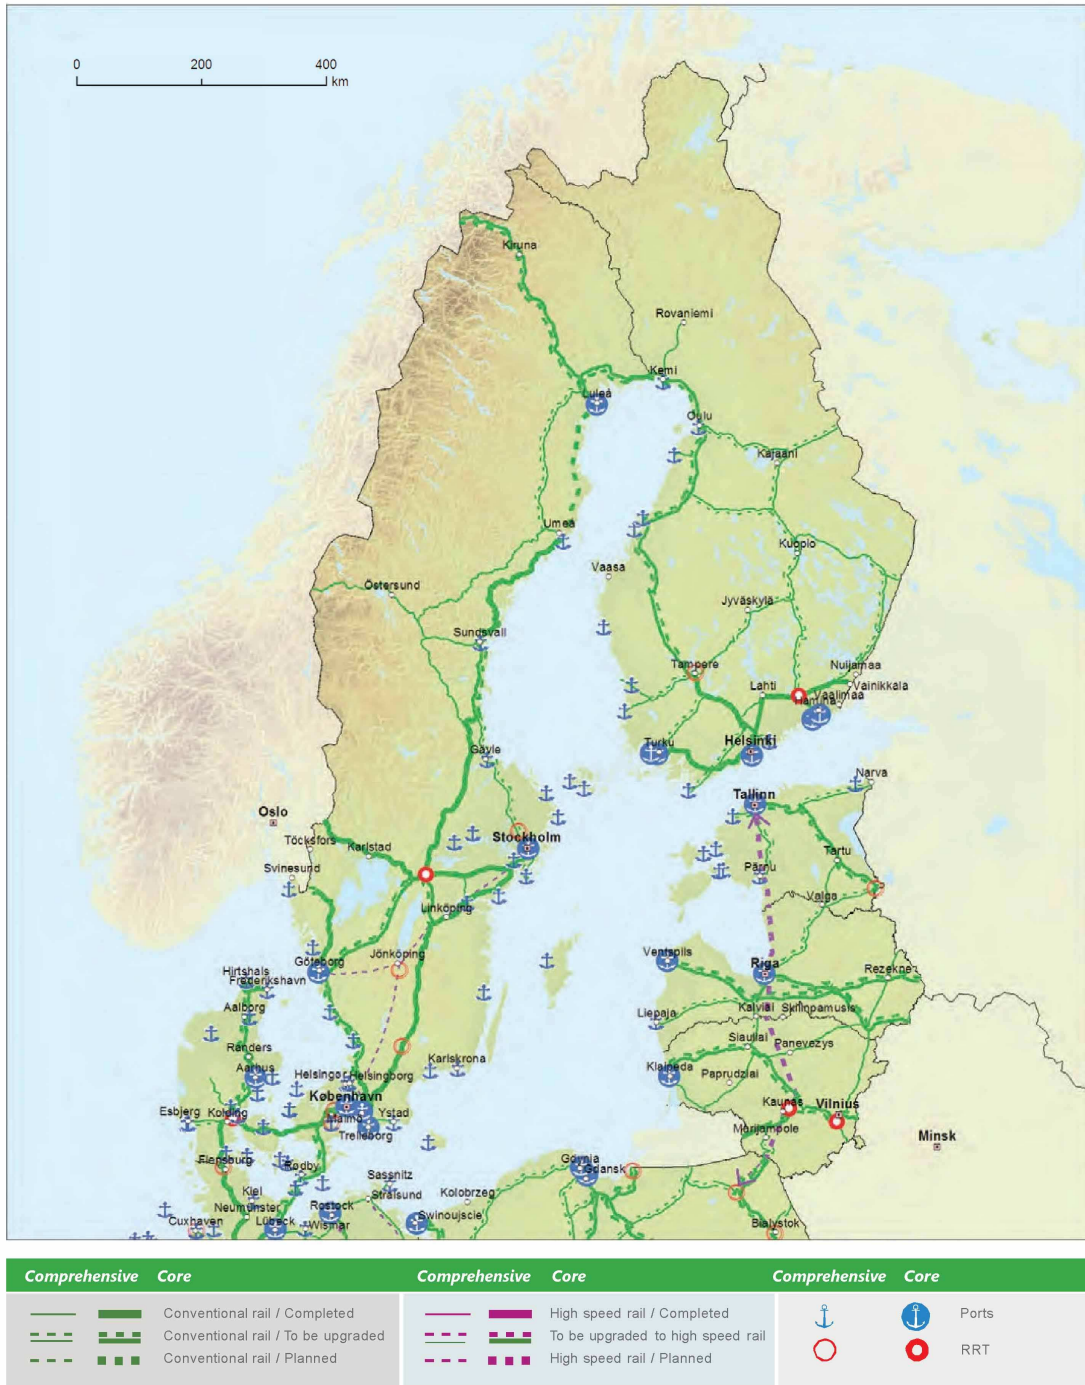 0 200 400
km
Kiruna
Rovaniemi
Kemi
Luleå
Oulu
Kajaani
Umeå
Kuopio
Vaasa
Östersund
Jyväskylä
Sundsvall
Tampere
Nuijamaa
Lahti
Vainikkala
Vaalimaa
Hamina
Turku
Helsinki
Gävle
Narva
Tallinn
Oslo
Töcksfors
Stockholm
Karlstad
Svinesund
Tartu
Pärnu
Valga
Linköping
Jönköping
Ventspils
Göteborg
Riga
Rezekne
Hirtshals
Frederikshavn
Aalborg
Liepaja
Kalviai
Skilinpamusis
Randers
Siauliai
Panevezys
Karlskrona
Aarhus
Helsingør
Helsingborg
Klaipeda
Paprudziai
København
Kaunas
Vilnius
Esbjerg
Kolding
Malmö
Ystad
Trelleborg
Marijampole
Minsk
Flensburg
Rødby
Gdynia
Gdansk
Sassnitz
Kiel
Stralsund
Kolobrzeg
Neumünster
Rostock
Swinoujscie
Cuxhaven
Lübeck
Wismar
Bialystok
Comprehensive Core
Comprehensive Core
Comprehensive Core
Conventional rail / Completed
High speed rail / Completed
Ports
Conventional rail / To be upgraded
To be upgraded to high speed rail
Conventional rail / Planned
High speed rail / Planned
RRT